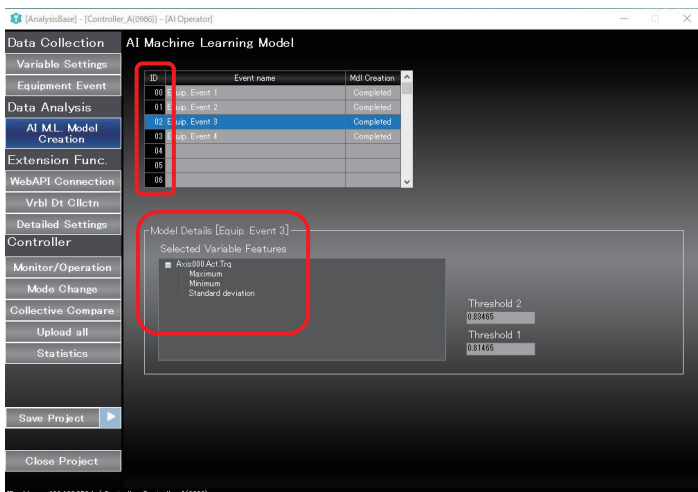 [AnalysisBase] - [Controller_A(0986)] - [AI Operator]
Data Collection
Variable Settings
Equipment Event
Data Analysis
AI M.L. Model
Creation
Extension Func.
WebAPI Connection
Vrbl Dt Cllctn
Detailed Settings
Controller
Monitor/Operation
Mode Change
Collective Compare
Upload all
Statistics
Save Project
Close Project
AI Machine Learning Model
ID Event name Mdl Creation
00 Equip. Event 1 Completed
01 Equip. Event 2 Completed
02 Equip. Event 3 Completed
03 Equip. Event 4 Completed
04
05
06
Model Details [Equip. Event 3]
Selected Variable Features
Axis000.Act.Trq
Maximum
Minimum
Standard deviation
Threshold 2
0.83465
Threshold 1
0.81465